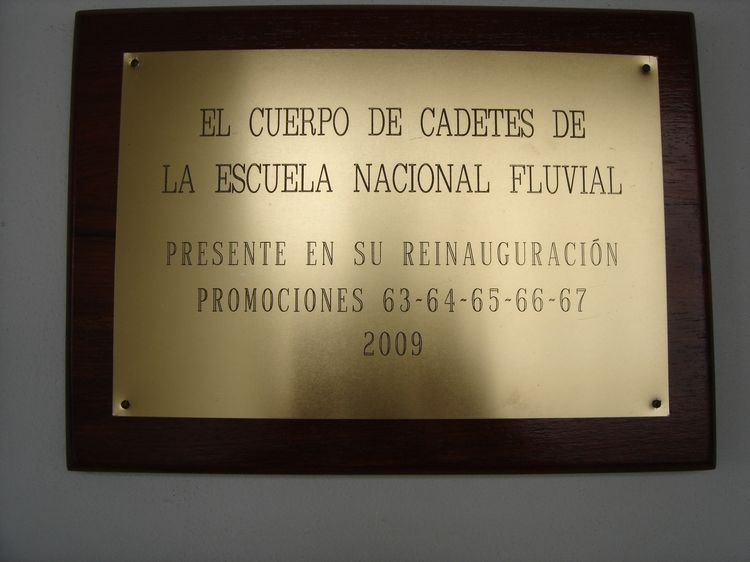 EL CUERPO DE CADETES DE
LA ESCUELA NACIONAL FLUVIAL
PRESENTE EN SU REINAUGURACIÓN
PROMOCIONES 63-64-65-66-67
2009